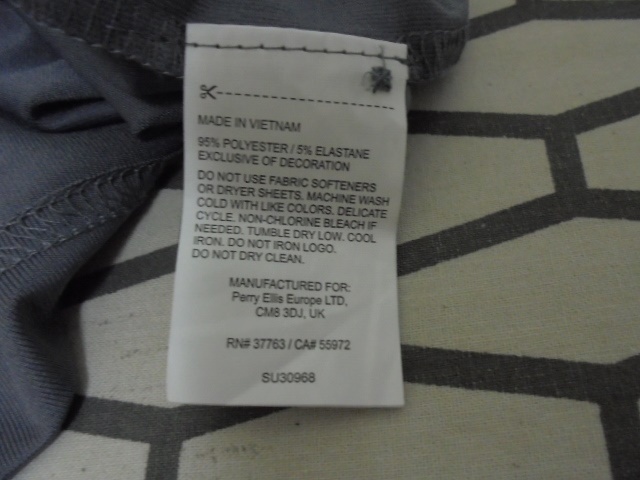 MADE IN VIETNAM
95% POLYESTER / 5% ELASTANE
EXCLUSIVE OF DECORATION
DO NOT USE FABRIC SOFTENERS
OR DRYER SHEETS. MACHINE WASH
COLD WITH LIKE COLORS. DELICATE
CYCLE. NON-CHLORINE BLEACH IF
NEEDED. TUMBLE DRY LOW. COOL
IRON. DO NOT IRON LOGO.
DO NOT DRY CLEAN.
MANUFACTURED FOR:
Perry Ellis Europe LTD,
CM8 3DJ, UK
RN# 37763 / CA# 55972
SU30968